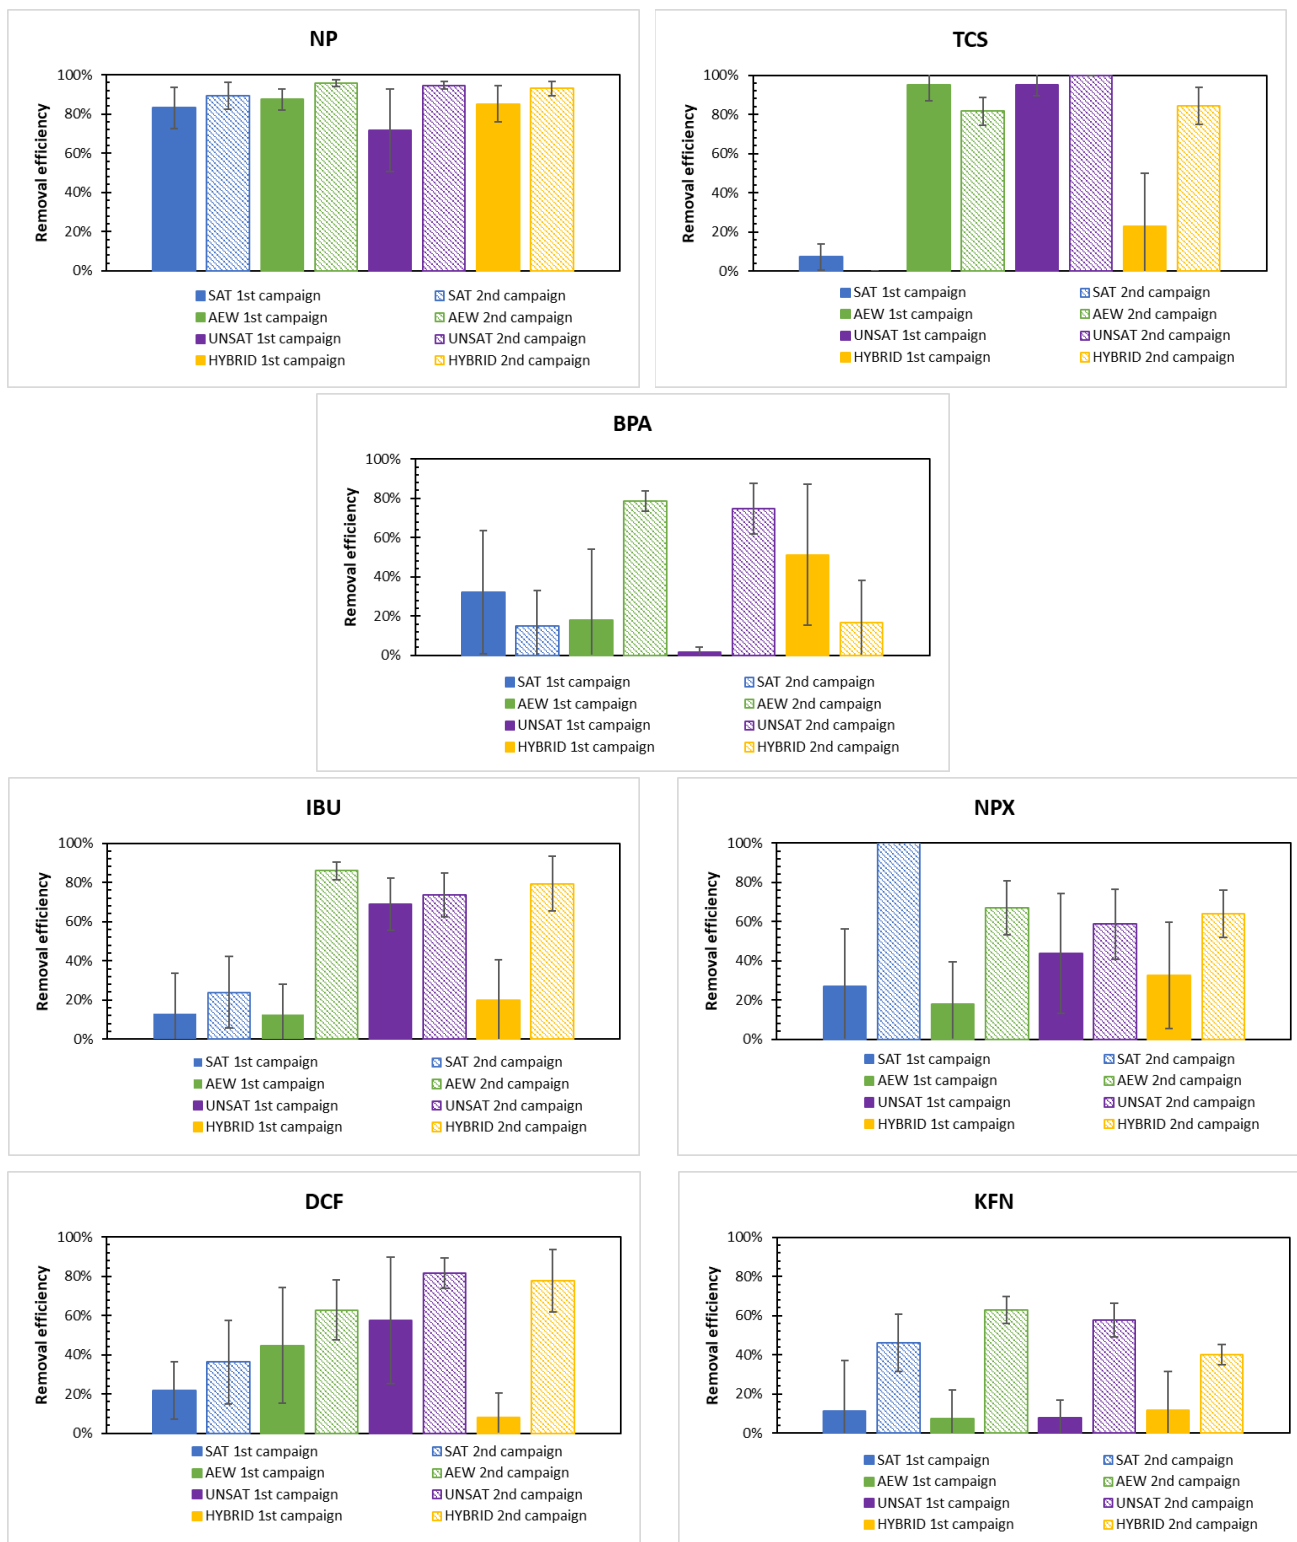 NP
Removal efficiency
100%
80%
60%
40%
20%
0%
SAT 1st campaign SAT 2nd campaign
AEW 1st campaign AEW 2nd campaign
UNSAT 1st campaign UNSAT 2nd campaign
HYBRID 1st campaign HYBRID 2nd campaign
TCS
Removal efficiency
100%
80%
60%
40%
20%
0%
SAT 1st campaign SAT 2nd campaign
AEW 1st campaign AEW 2nd campaign
UNSAT 1st campaign UNSAT 2nd campaign
HYBRID 1st campaign HYBRID 2nd campaign
BPA
Removal efficiency
100%
80%
60%
40%
20%
0%
SAT 1st campaign SAT 2nd campaign
AEW 1st campaign AEW 2nd campaign
UNSAT 1st campaign UNSAT 2nd campaign
HYBRID 1st campaign HYBRID 2nd campaign
IBU
Removal efficiency
100%
80%
60%
40%
20%
0%
SAT 1st campaign SAT 2nd campaign
AEW 1st campaign AEW 2nd campaign
UNSAT 1st campaign UNSAT 2nd campaign
HYBRID 1st campaign HYBRID 2nd campaign
NPX
Removal efficiency
100%
80%
60%
40%
20%
0%
SAT 1st campaign SAT 2nd campaign
AEW 1st campaign AEW 2nd campaign
UNSAT 1st campaign UNSAT 2nd campaign
HYBRID 1st campaign HYBRID 2nd campaign
DCF
Removal efficiency
100%
80%
60%
40%
20%
0%
SAT 1st campaign SAT 2nd campaign
AEW 1st campaign AEW 2nd campaign
UNSAT 1st campaign UNSAT 2nd campaign
HYBRID 1st campaign HYBRID 2nd campaign
KFN
Removal efficiency
100%
80%
60%
40%
20%
0%
SAT 1st campaign SAT 2nd campaign
AEW 1st campaign AEW 2nd campaign
UNSAT 1st campaign UNSAT 2nd campaign
HYBRID 1st campaign HYBRID 2nd campaign